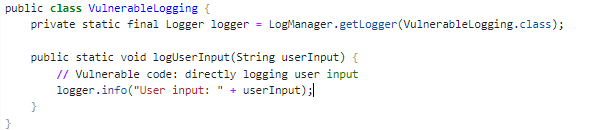 public class VulnerableLogging {
    private static final Logger logger = LogManager.getLogger(VulnerableLogging.class);

    public static void logUserInput(String userInput) {
        // Vulnerable code: directly logging user input
        logger.info("User input: " + userInput);
    }
}